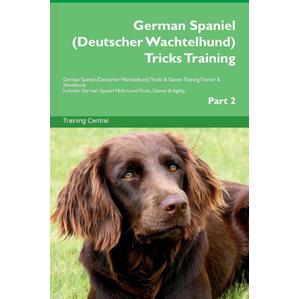 German Spaniel
(Deutscher Wachtelhund)
Tricks Training
German Spaniel (Deutscher Wachtelhund) Tricks & Games Training Tracker &
Workbook.
Includes: German Spaniel Multi-Level Tricks, Games & Agility.
Part 2
Training Central